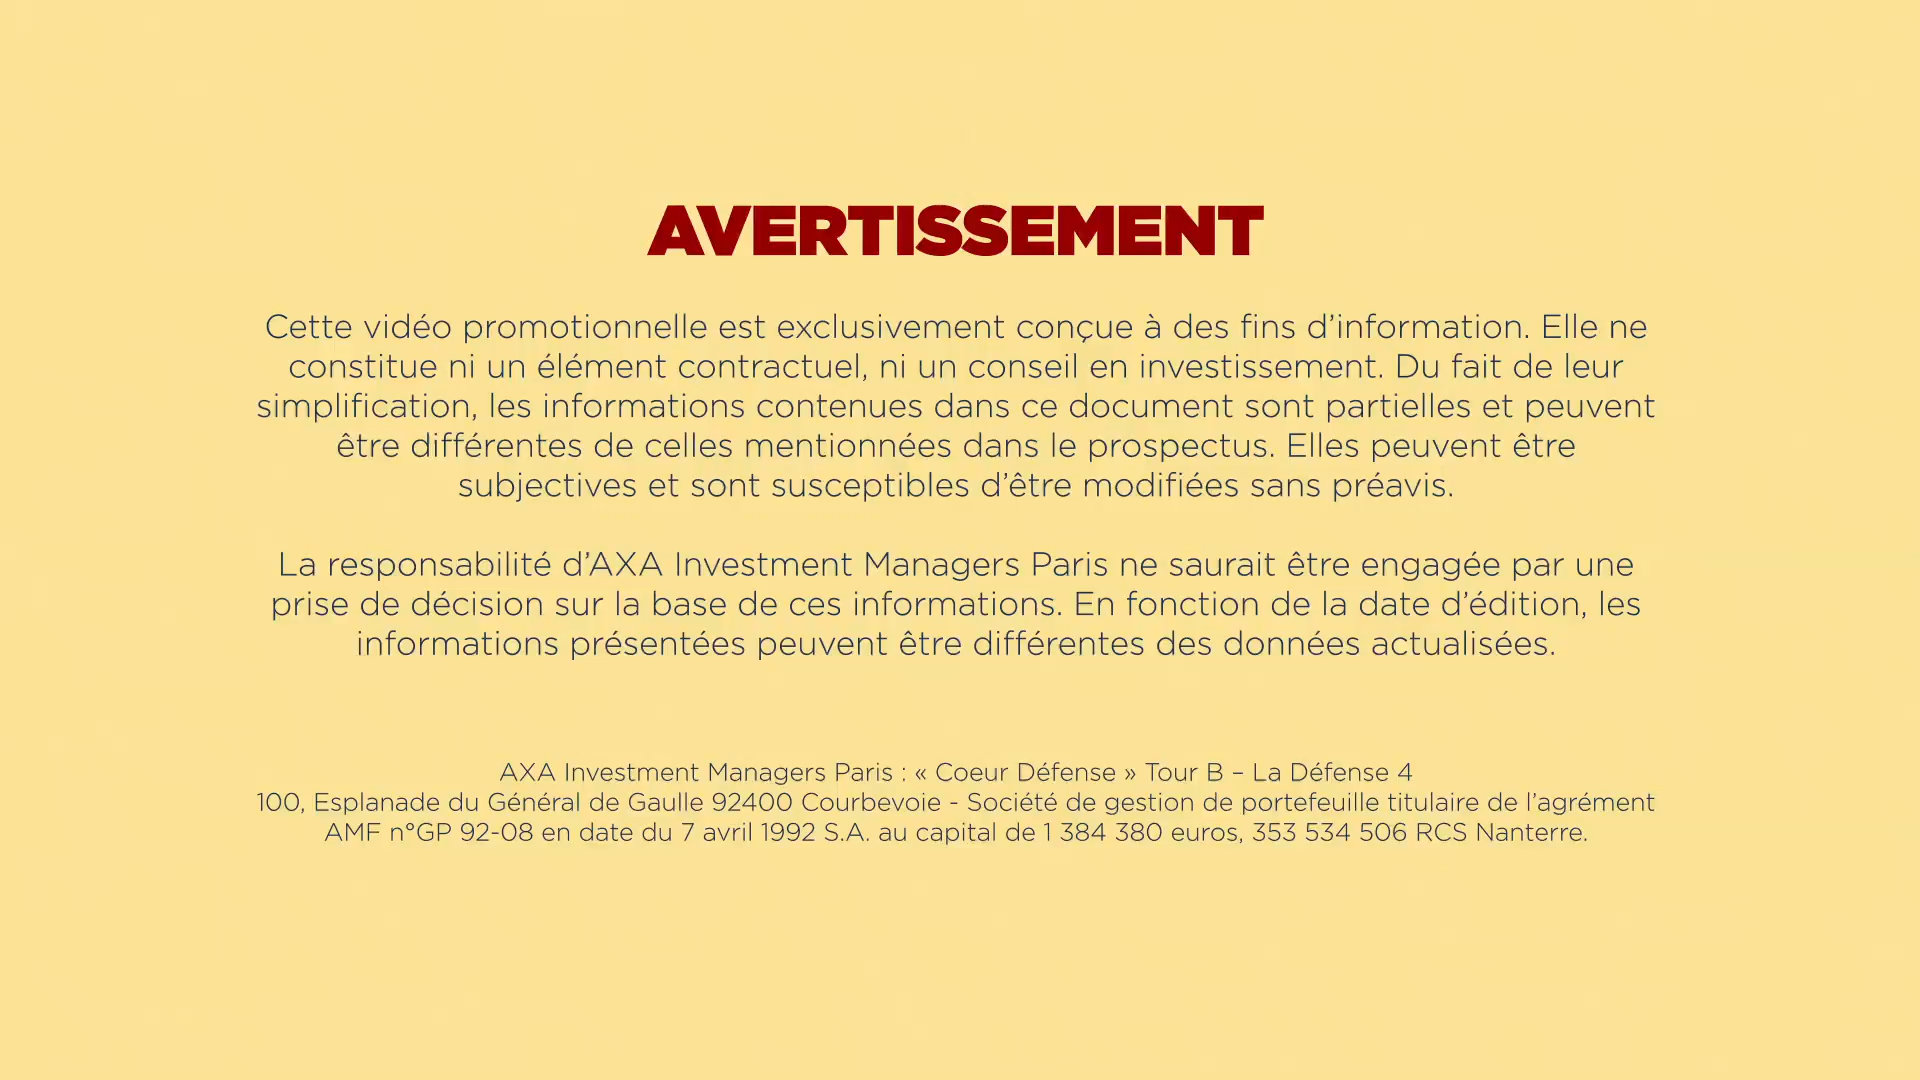 AVERTISSEMENT
Cette vidéo promotionnelle est exclusivement conçue à des fins d’information. Elle ne
constitue ni un élément contractuel, ni un conseil en investissement. Du fait de leur
simplification, les informations contenues dans ce document sont partielles et peuvent
être différentes de celles mentionnées dans le prospectus. Elles peuvent être
subjectives et sont susceptibles d’être modifiées sans préavis.
La responsabilité d’AXA Investment Managers Paris ne saurait être engagée par une
prise de décision sur la base de ces informations. En fonction de la date d’édition, les
informations présentées peuvent être différentes des données actualisées.
AXA Investment Managers Paris : « Coeur Défense » Tour B – La Défense 4
100, Esplanade du Général de Gaulle 92400 Courbevoie - Société de gestion de portefeuille titulaire de l’agrément
AMF n°GP 92-08 en date du 7 avril 1992 S.A. au capital de 1 384 380 euros, 353 534 506 RCS Nanterre.